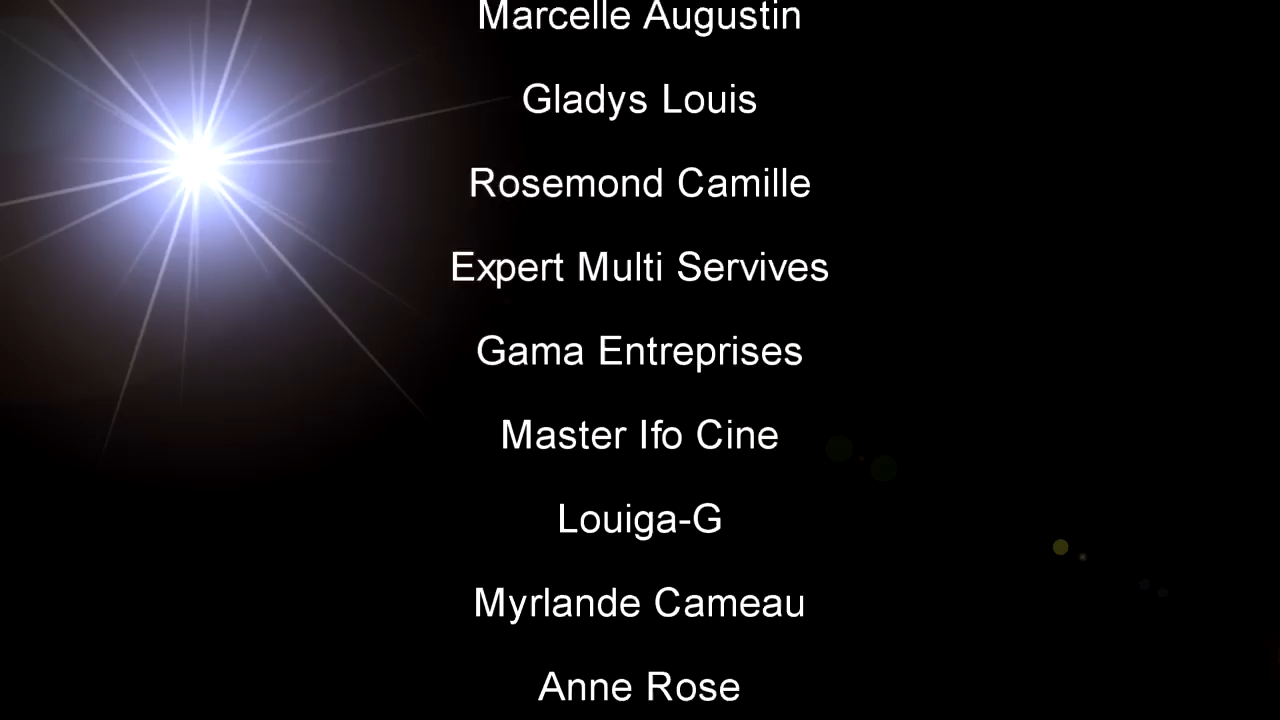 Marcelle Augustin
Gladys Louis
Rosemond Camille
Expert Multi Servives
Gama Entreprises
Master Ifo Cine
Louiga-G
Myrlande Cameau
Anne Rose